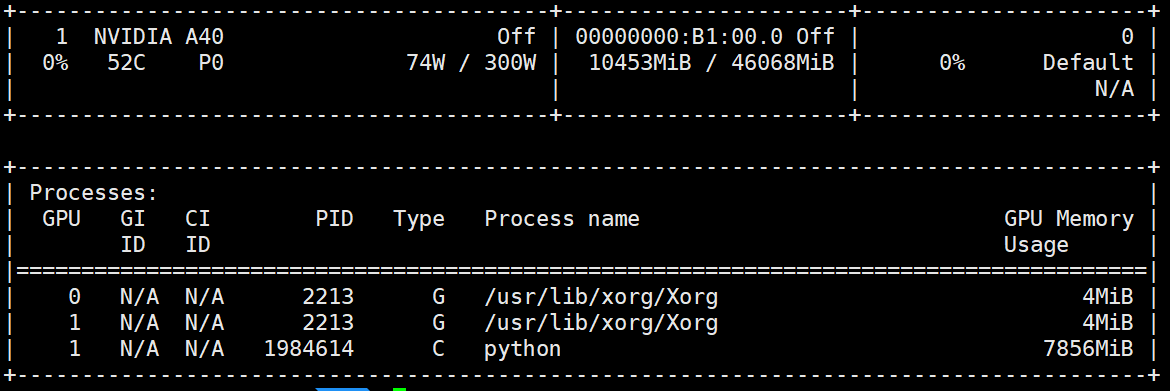 +-----------------------------------------+----------------------+----------------------+
|   1  NVIDIA A40                     Off | 00000000:B1:00.0 Off |                    0 |
|  0%   52C    P0              74W / 300W |  10453MiB / 46068MiB |      0%      Default |
|                                         |                      |                  N/A |
+-----------------------------------------+----------------------+----------------------+
+---------------------------------------------------------------------------------------+
| Processes:                                                                            |
|  GPU   GI   CI        PID   Type   Process name                            GPU Memory |
|        ID   ID                                                             Usage      |
|=======================================================================================|
|    0   N/A  N/A      2213      G   /usr/lib/xorg/Xorg                            4MiB |
|    1   N/A  N/A      2213      G   /usr/lib/xorg/Xorg                            4MiB |
|    1   N/A  N/A   1984614      C   python                                     7856MiB |
+---------------------------------------------------------------------------------------+